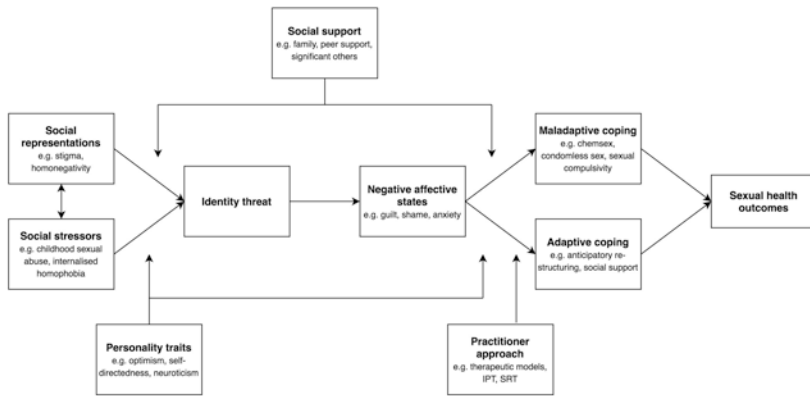 Social support
e.g. family, peer support,
significant others
Social
representations
e.g. stigma,
homonegativity
Social stressors
e.g. childhood sexual
abuse, internalised
homophobia
Identity threat
Negative affective
states
e.g. guilt, shame, anxiety
Maladaptive coping
e.g. chemsex,
condomless sex, sexual
compulsivity
Adaptive coping
e.g. anticipatory re-
structuring, social support
Sexual health
outcomes
Personality traits
e.g. optimism, self-
directedness, neuroticism
Practitioner
approach
e.g. therapeutic models,
IPT, SRT